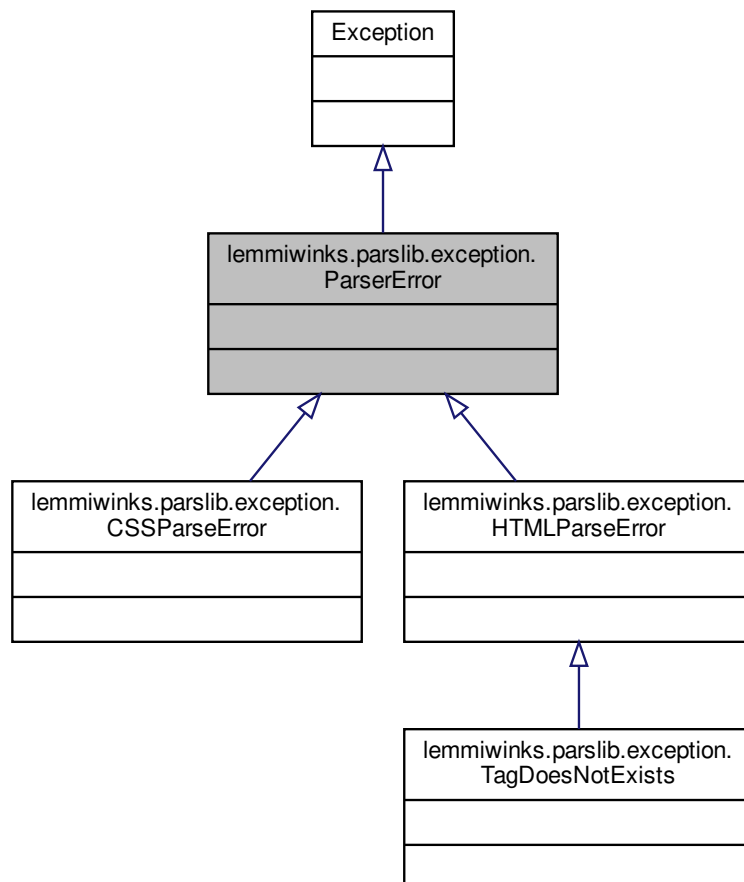 Exception
lemmiwinks.parslib.exception.
ParserError
lemmiwinks.parslib.exception.
CSSParseError
lemmiwinks.parslib.exception.
HTMLParseError
lemmiwinks.parslib.exception.
TagDoesNotExists